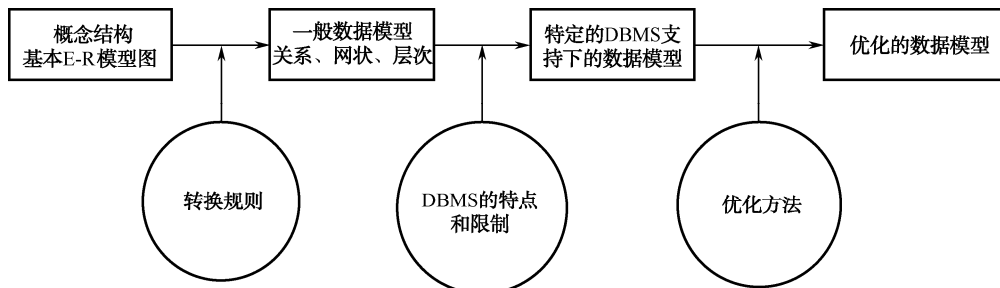 概念结构
基本E-R模型图
一般数据模型
关系、网状、层次
特定的DBMS支
持下的数据模型
优化的数据模型
转换规则
DBMS的特点
和限制
优化方法